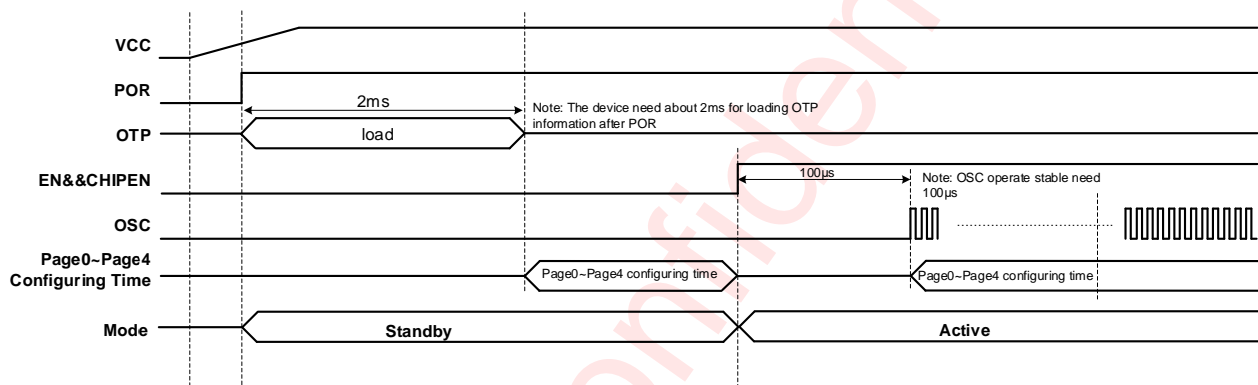 VCC
POR
2ms
Note: The device need about 2ms for loading OTP
information after POR
OTP
load
EN&&CHIPEN
100μs
Note: OSC operate stable need
100μs
OSC
Page0~Page4
Configuring Time
Page0~Page4 configuring time
Page0~Page4 configuring time
Mode
Standby
Active